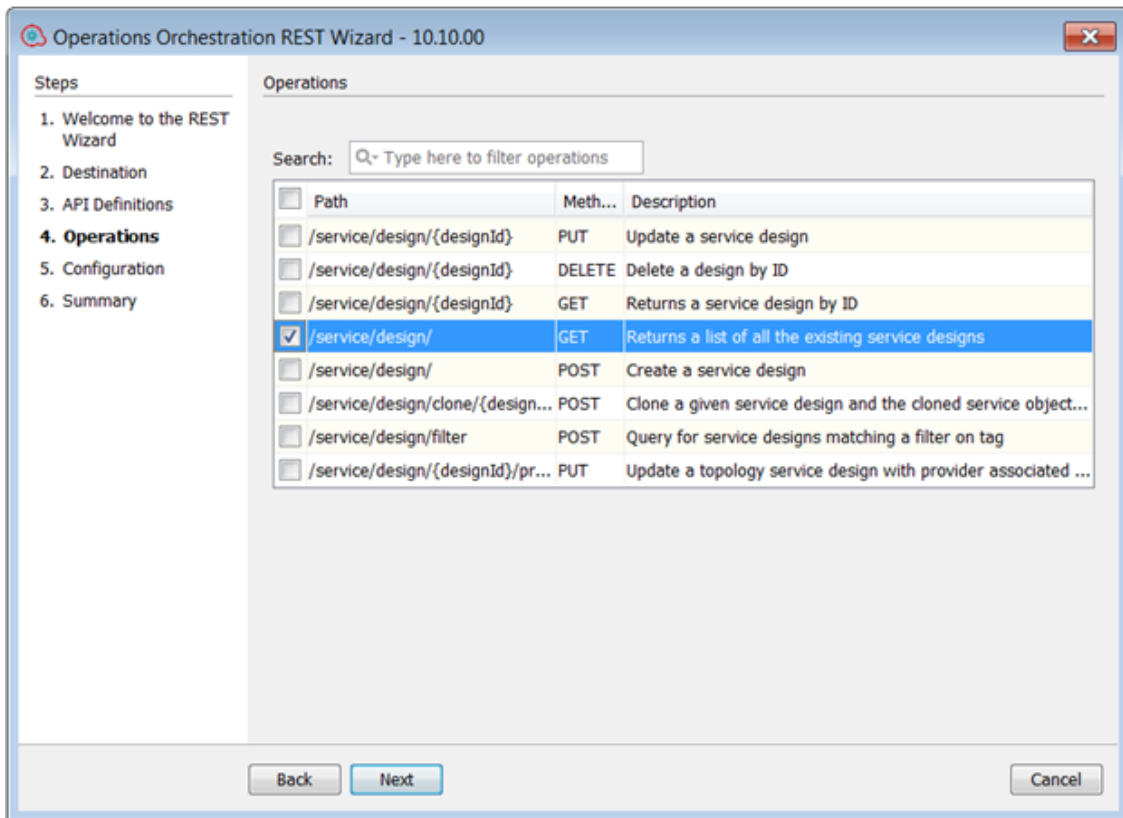 Operations Orchestration REST Wizard - 10.10.00
Steps
1. Welcome to the REST
Wizard
2. Destination
3. API Definitions
4. Operations
5. Configuration
6. Summary
Operations
Search: Type here to filter operations
Path Meth... Description
/service/design/{designId} PUT Update a service design
/service/design/{designId} DELETE Delete a design by ID
/service/design/{designId} GET Returns a service design by ID
/service/design/ GET Returns a list of all the existing service designs
/service/design/ POST Create a service design
/service/design/clone/{design... POST Clone a given service design and the cloned service object...
/service/design/filter POST Query for service designs matching a filter on tag
/service/design/{designId}/pr... PUT Update a topology service design with provider associated ...
Back Next Cancel